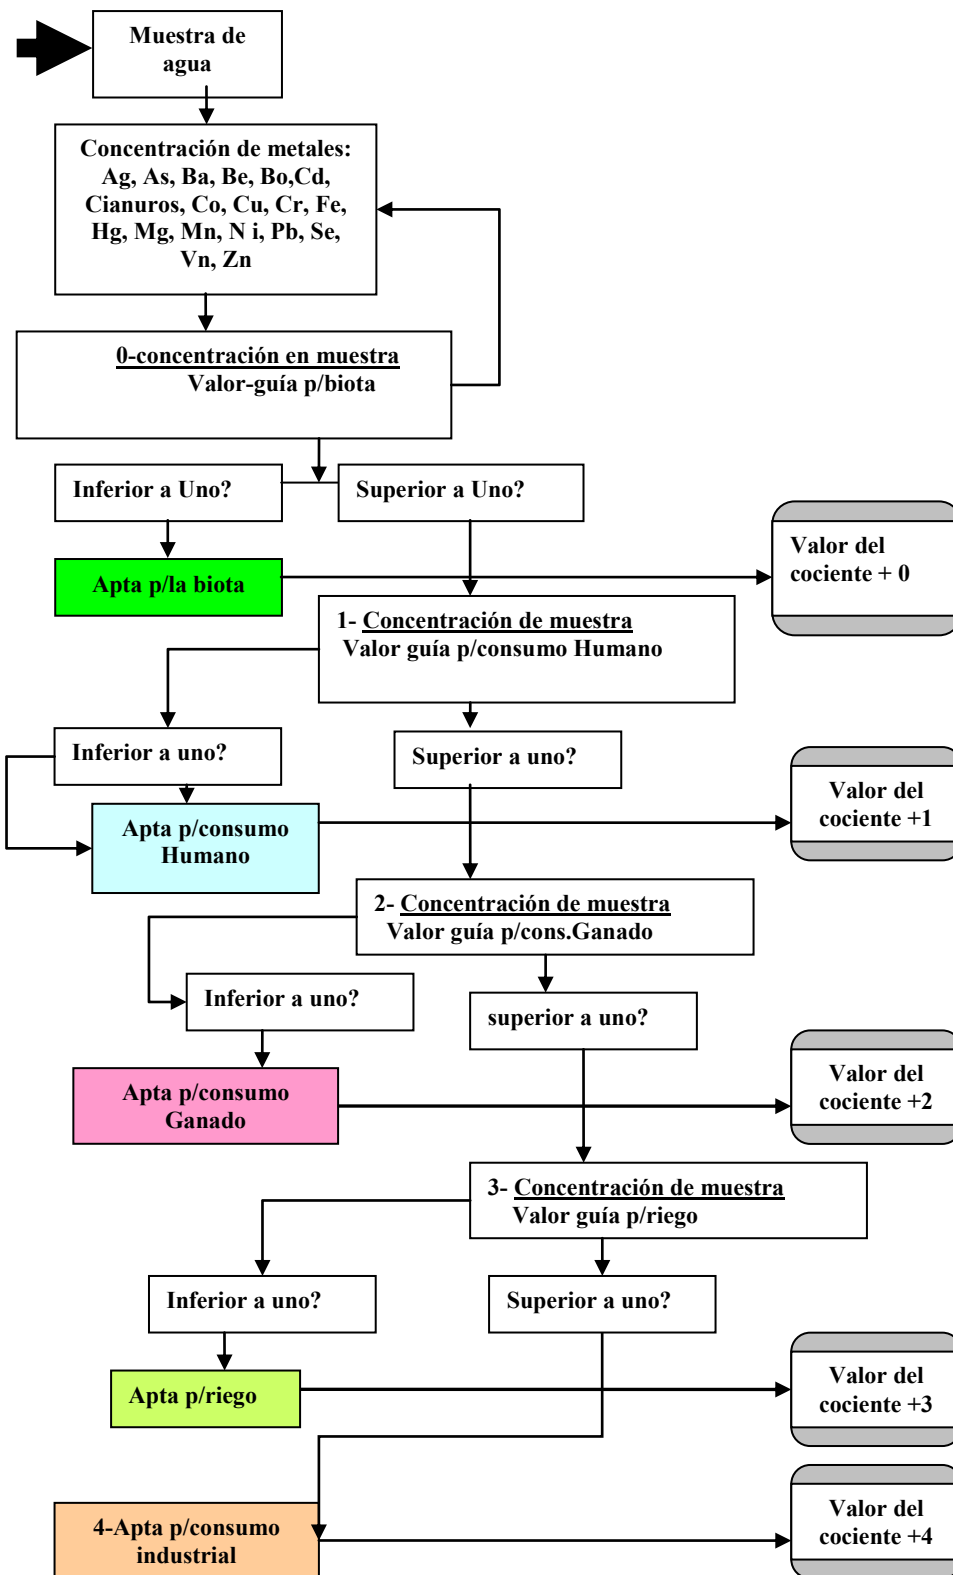 Muestra de
agua
Concentración de metales:
Ag, As, Ba, Be, Bo,Cd,
Cianuros, Co, Cu, Cr, Fe,
Hg, Mg, Mn, N i, Pb, Se,
Vn, Zn
0-concentración en muestra
Valor-guía p/biota
Inferior a Uno?
Superior a Uno?
Valor del
cociente + 0
Apta p/la biota
1- Concentración de muestra
Valor guía p/consumo Humano
Inferior a uno?
Superior a uno?
Valor del
cociente +1
Apta p/consumo
Humano
2- Concentración de muestra
Valor guía p/cons.Ganado
Inferior a uno?
superior a uno?
Valor del
cociente +2
Apta p/consumo
Ganado
3- Concentración de muestra
Valor guía p/riego
Inferior a uno?
Superior a uno?
Valor del
cociente +3
Apta p/riego
4-Apta p/consumo
industrial
Valor del
cociente +4